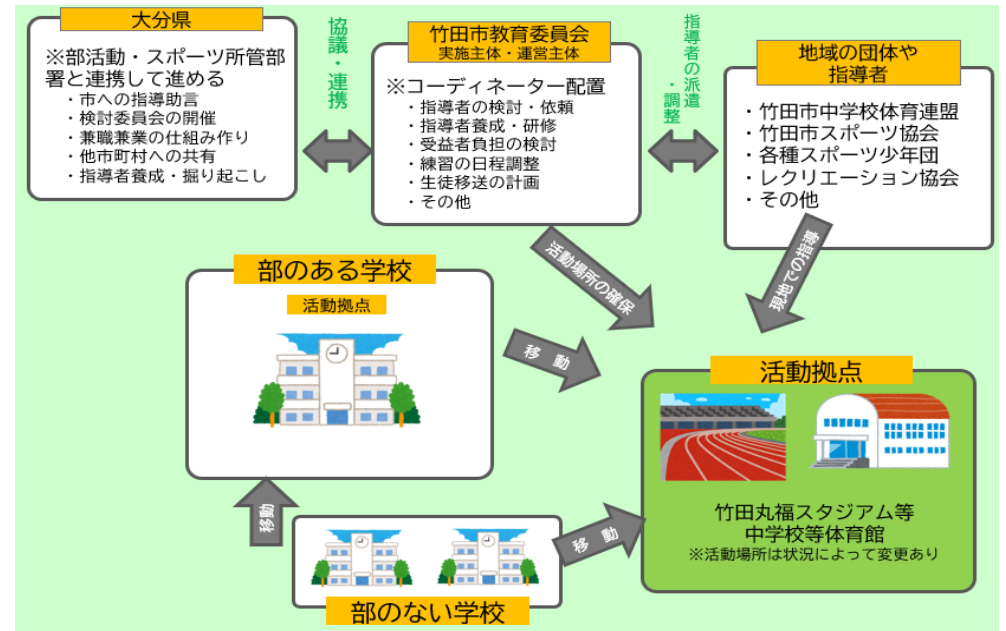 大分県
※部活動・スポーツ所管部
署と連携して進める
・市への指導助言
・検討委員会の開催
・兼職兼業の仕組み作り
・他市町村への共有
・指導者養成・掘り起こし
協議・連携
竹田市教育委員会
実施主体・運営主体
※コーディネーター配置
・指導者の検討・依頼
・指導者養成・研修
・受益者負担の検討
・練習の日程調整
・生徒移送の計画
・その他
指導者の派遣
・調整
地域の団体や
指導者
・竹田市中学校体育連盟
・竹田市スポーツ協会
・各種スポーツ少年団
・レクリエーション協会
・その他
活動場所の確保
現地での指導
部のある学校
活動拠点
移動
活動拠点
竹田丸福スタジアム等
中学校等体育館
※活動場所は状況によって変更あり
移動
移動
部のない学校